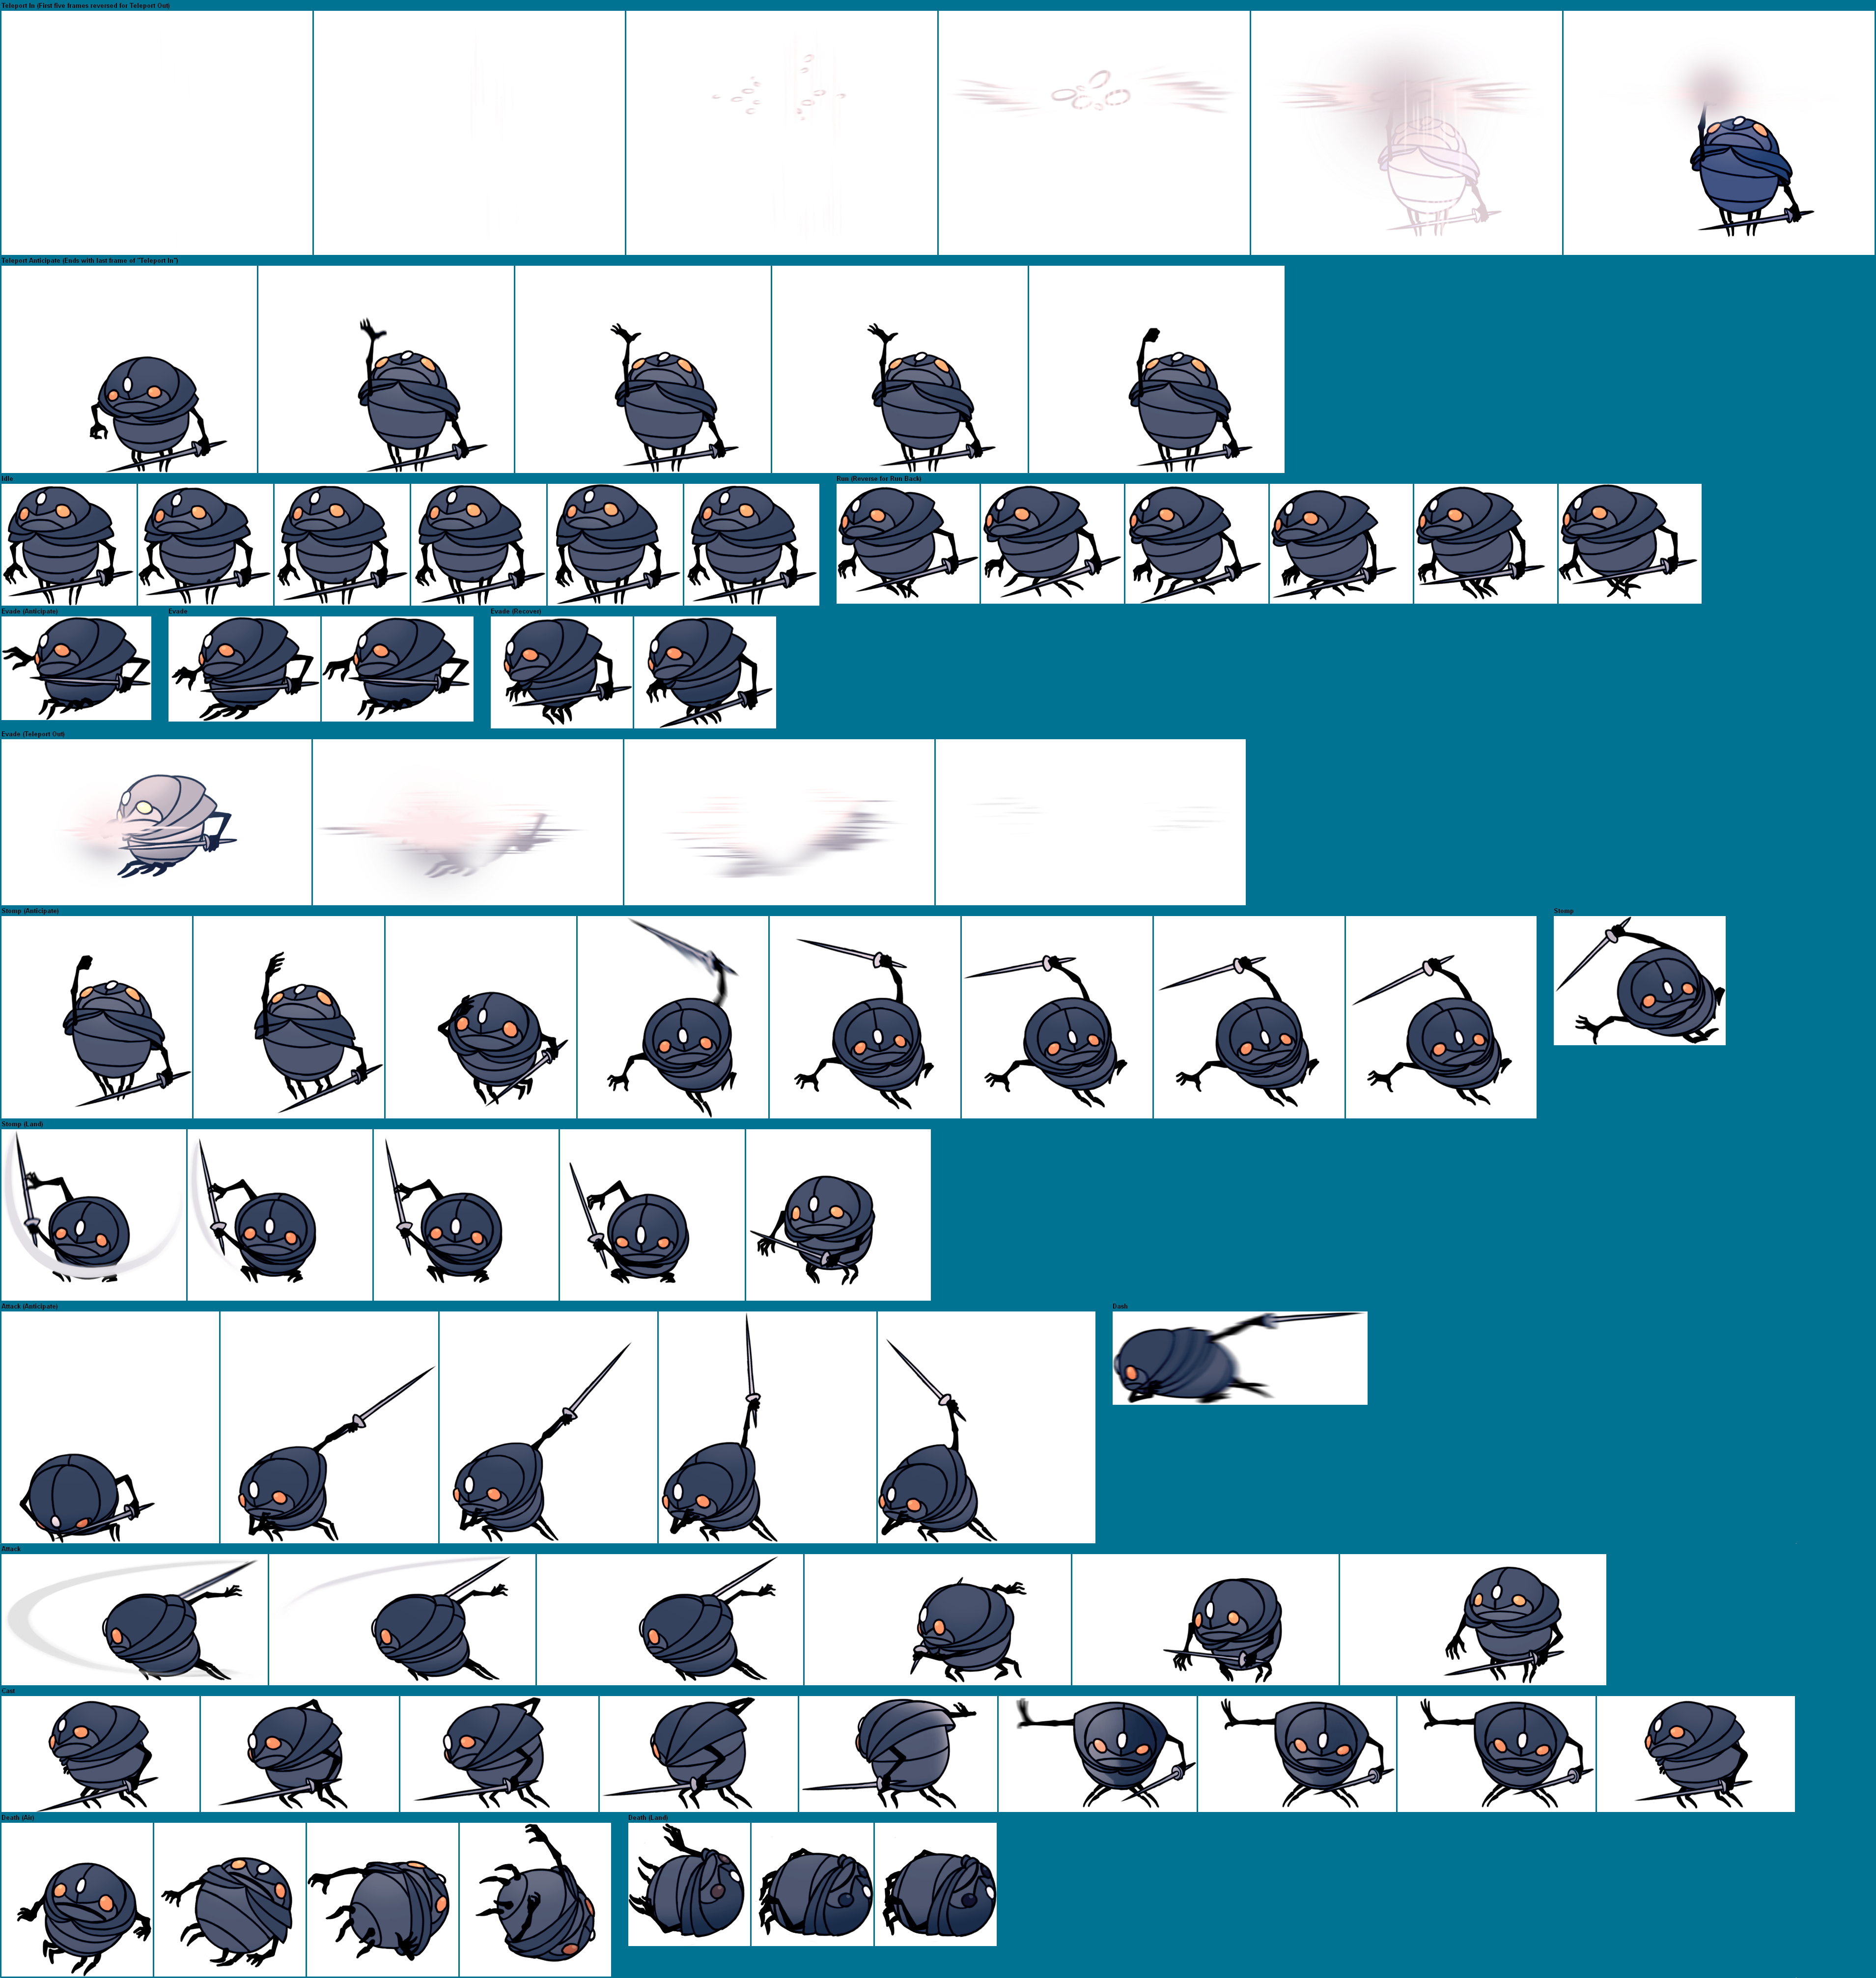 Teleport In (First five frames reversed for Teleport Out)
Teleport Anticipate (Ends with last frame of "Teleport In")
Idle
Run (Reverse for Run Back)
Evade (Anticipate)
Evade
Evade (Recover)
Evade (Teleport Out)
Stomp (Anticipate)
Stomp
Stomp (Land)
Attack (Anticipate)
Dash
Attack
Cast
Death (Air)
Death (Land)